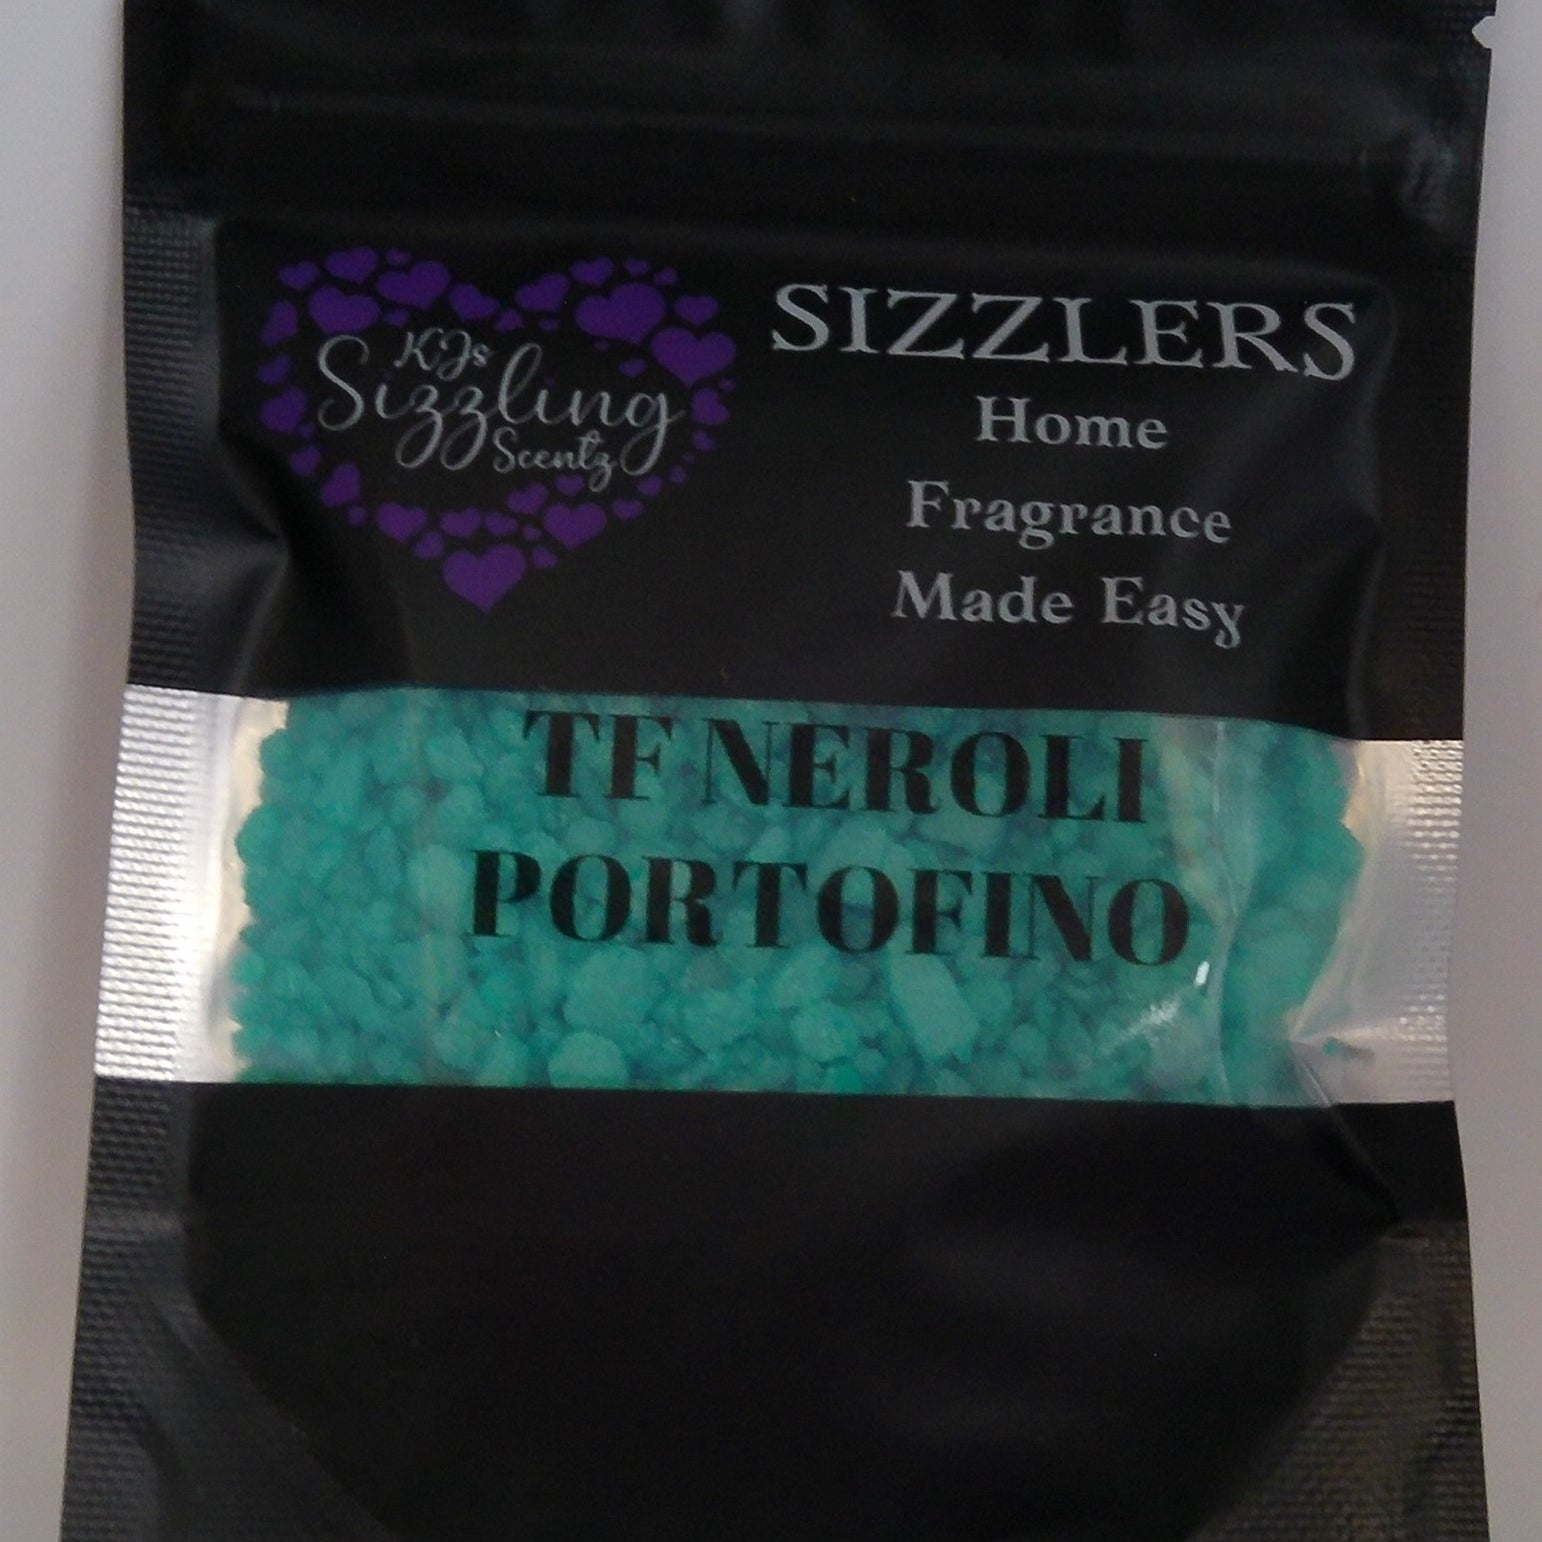 KJs
Sizzling
Scentz
SIZZLERS
Home
Fragrance
Made Easy
TF NEROLI
PORTOFINO